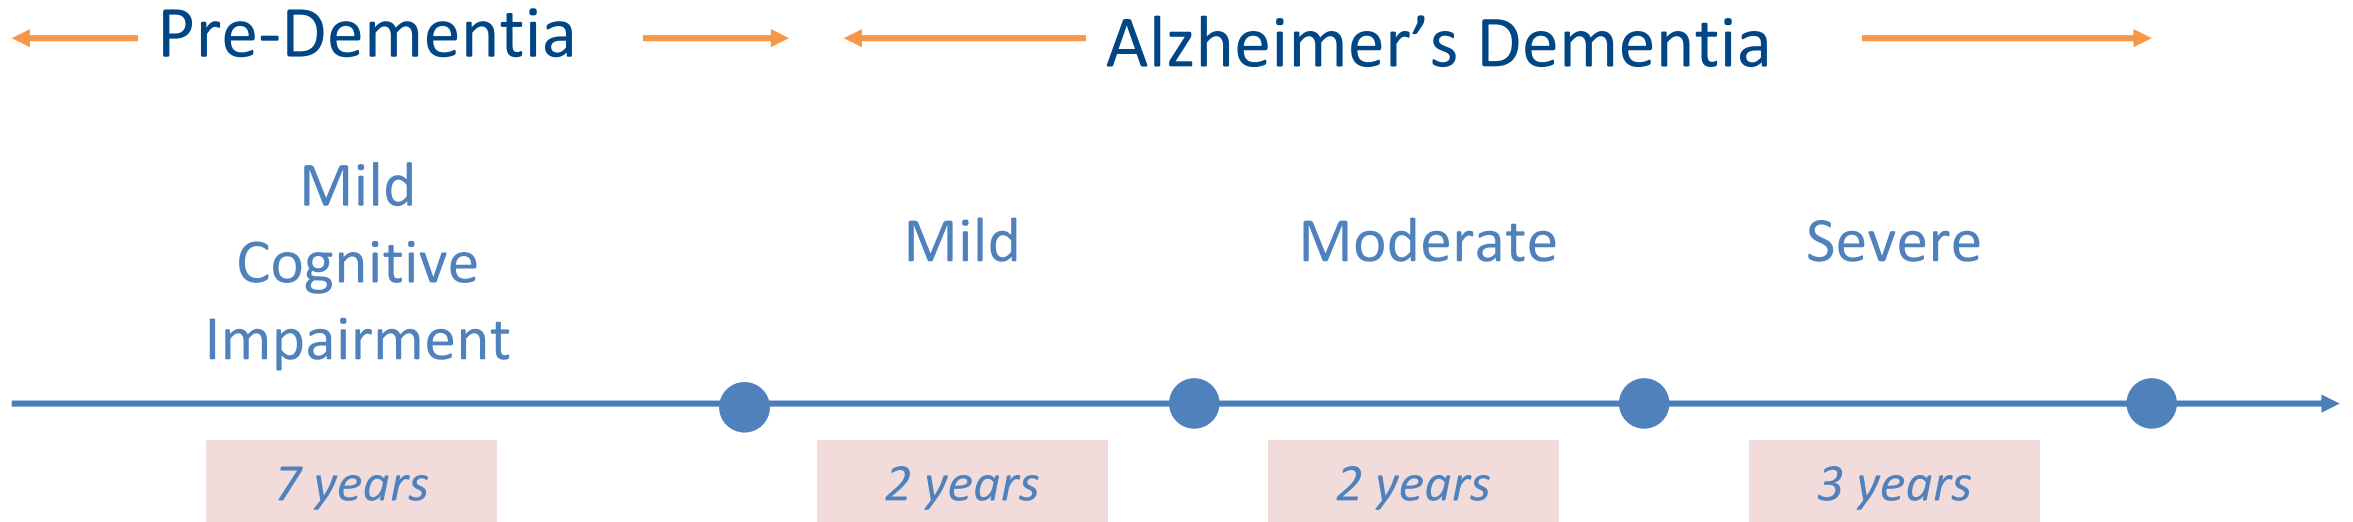 Pre-Dementia
Alzheimer’s Dementia
Mild
Cognitive
Impairment
Mild
Moderate
Severe
7 years
2 years
2 years
3 years